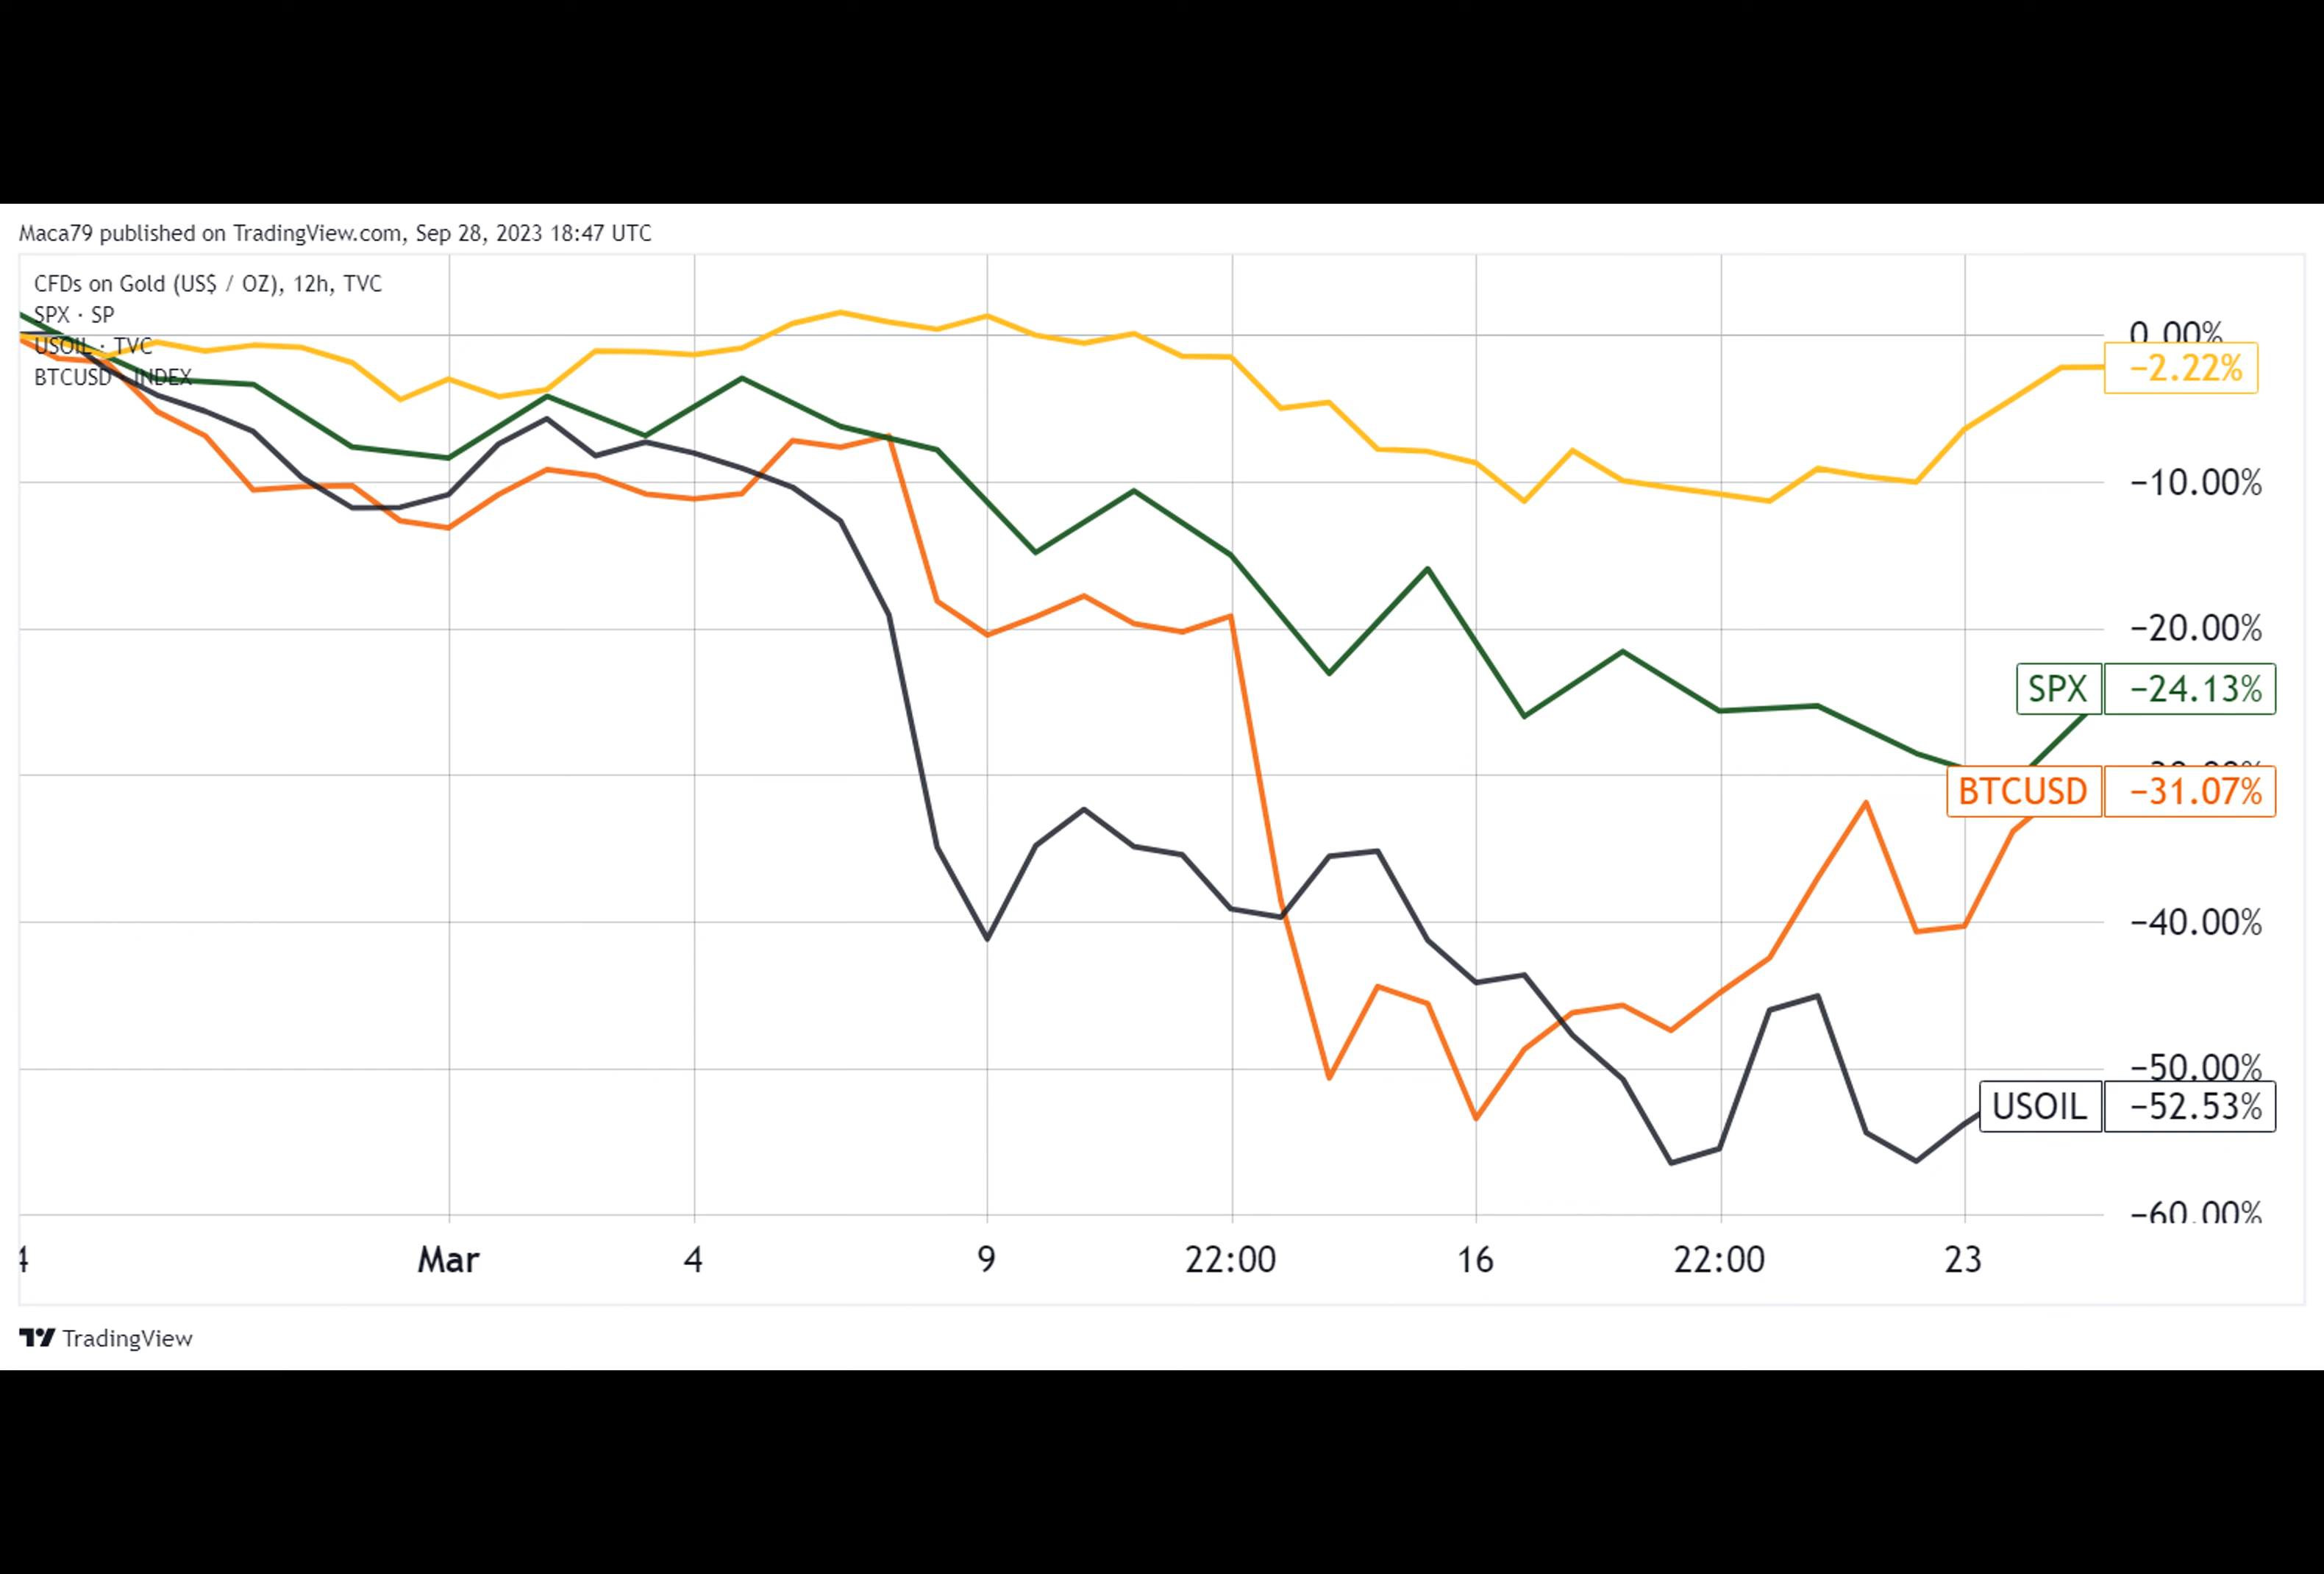 Maca79 published on TradingView.com, Sep 28, 2023 18:47 UTC
CFDs on Gold (US$ / OZ), 12h, TVC
SPX · SP
USOIL · TVC
BTCUSD · INDEX
0.00%
−2.22%
−10.00%
−20.00%
SPX −24.13%
BTCUSD −31.07%
−40.00%
−50.00%
USOIL −52.53%
−60.00%
4 Mar 4 9 22:00 16 22:00 23
TradingView